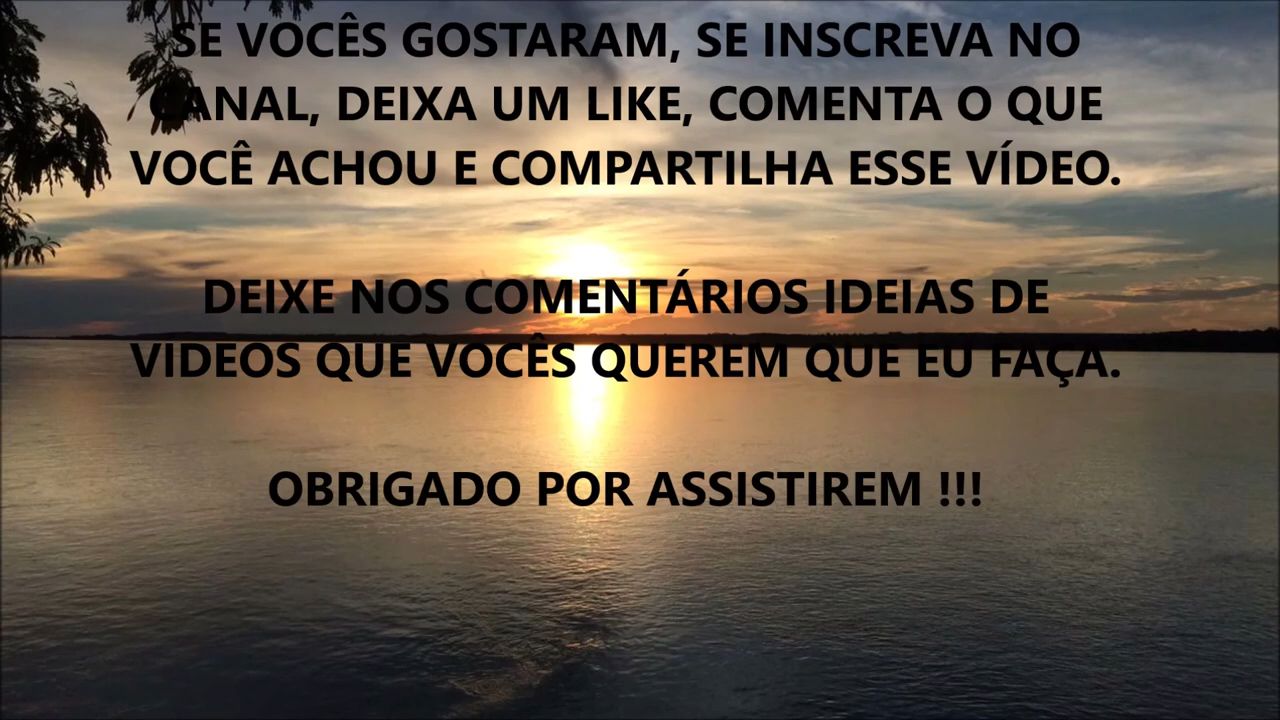 SE VOCÊS GOSTARAM, SE INSCREVA NO
CANAL, DEIXA UM LIKE, COMENTA O QUE
VOCÊ ACHOU E COMPARTILHA ESSE VÍDEO.
DEIXE NOS COMENTÁRIOS IDEIAS DE
VIDEOS QUE VOCÊS QUEREM QUE EU FAÇA.
OBRIGADO POR ASSISTIREM !!!